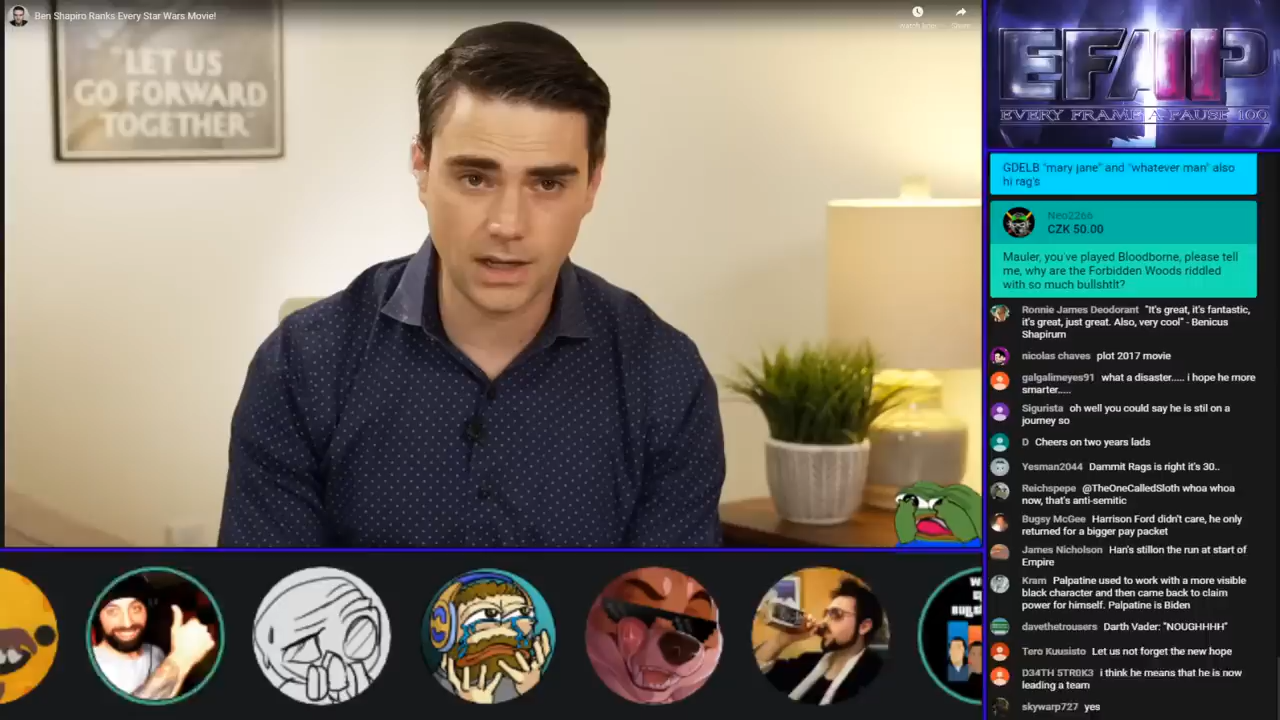 Ben Shapiro Ranks Every Star Wars Movie!
Share
"LET US
GO FORWARD
TOGETHER"
EFAP
EVERY FRAME A PAUSE 100
GDELB "mary jane" and "whatever man" also
hi rag's
Neo2266
CZK 50.00
Mauler, you've played Bloodborne, please tell
me, why are the Forbidden Woods riddled
with so much bullsht!t?
Ronnie James Deodorant "It's great, it's fantastic,
it's great, just great. Also, very cool" - Benicus
Shapirum
nicolas chaves plot 2017 movie
galgalimeyes91 what a disaster..... i hope he more
smarter.....
Sigurista oh well you could say he is stil on a
journey so
D Cheers on two years lads
Yesman2044 Dammit Rags is right it's 30..
Reichspepe @TheOneCalledSloth whoa whoa
now, that's anti-semitic
Bugsy McGee Harrison Ford didn't care, he only
returned for a bigger pay packet
James Nicholson Han's stillon the run at start of
Empire
Kram Palpatine used to work with a more visible
black character and then came back to claim
power for himself. Palpatine is Biden
davethetrousers Darth Vader: "NOUGHHHH"
Tero Kuusisto Let us not forget the new hope
D34TH 5TR0K3 i think he means that he is now
leading a team
skywarp727 yes